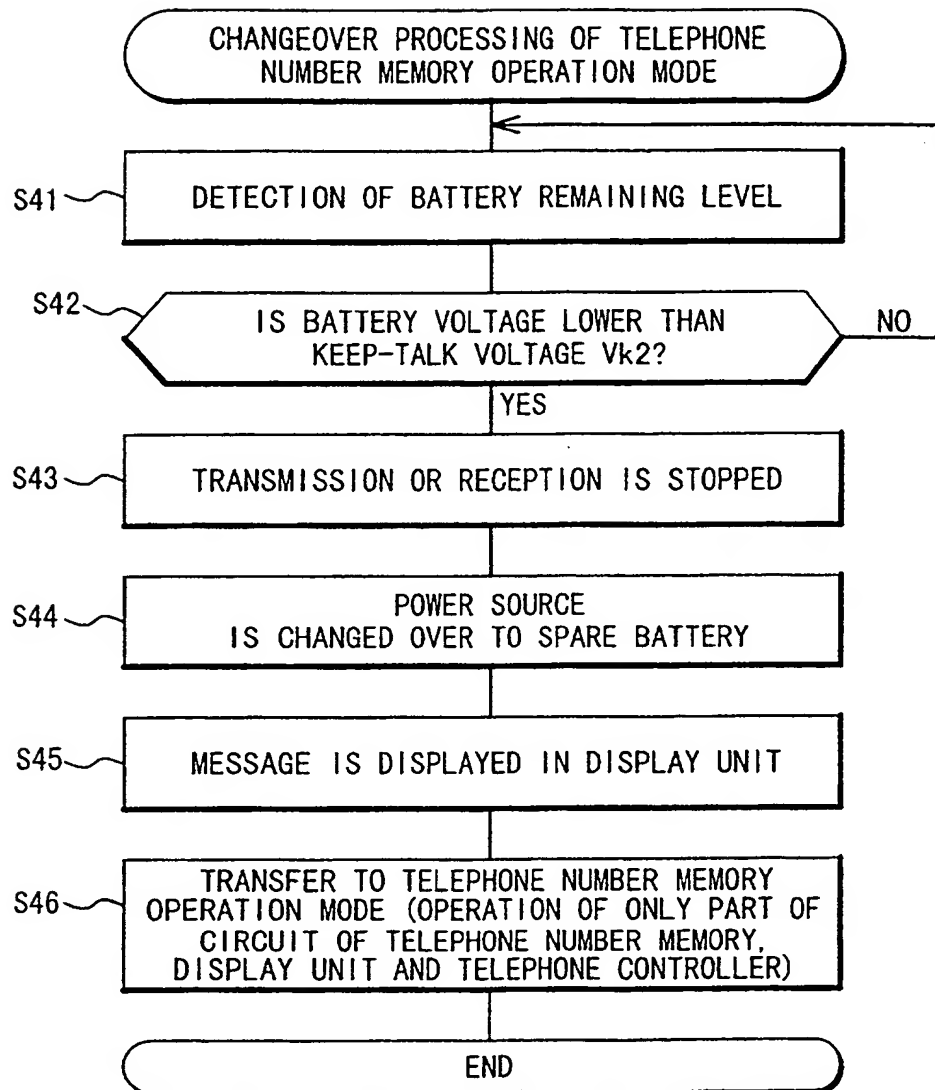 CHANGEOVER PROCESSING OF TELEPHONE
NUMBER MEMORY OPERATION MODE
S41
DETECTION OF BATTERY REMAINING LEVEL
S42
IS BATTERY VOLTAGE LOWER THAN
KEEP-TALK VOLTAGE Vk2?
NO
YES
S43
TRANSMISSION OR RECEPTION IS STOPPED
S44
POWER SOURCE
IS CHANGED OVER TO SPARE BATTERY
S45
MESSAGE IS DISPLAYED IN DISPLAY UNIT
S46
TRANSFER TO TELEPHONE NUMBER MEMORY
OPERATION MODE (OPERATION OF ONLY PART OF
CIRCUIT OF TELEPHONE NUMBER MEMORY,
DISPLAY UNIT AND TELEPHONE CONTROLLER)
END